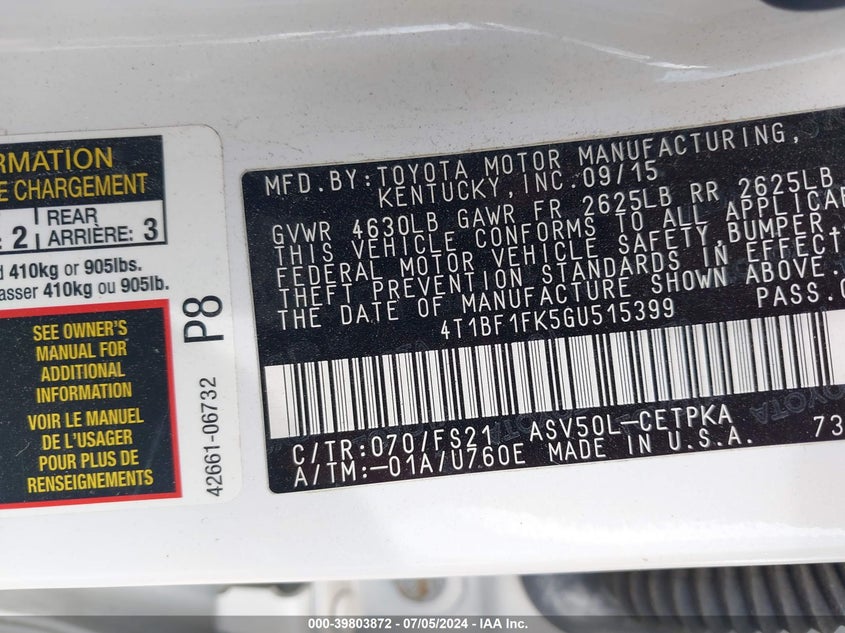 RMATION
E CHARGEMENT
: 2 REAR ARRIÈRE: 3
d 410kg or 905lbs.
asser 410kg ou 905lb.
SEE OWNER'S
MANUAL FOR
ADDITIONAL
INFORMATION
VOIR LE MANUEL
DE L'USAGER
POUR PLUS DE
RENSEIGNEMENTS
P8
42661-06732
MFD.BY:TOYOTA MOTOR MANUFACTURING,
KENTUCKY,INC.09/15
GVWR 4630LB GAWR FR 2625LB RR 2625LB
THIS VEHICLE CONFORMS TO ALL APPLICAB
FEDERAL MOTOR VEHICLE SAFETY,BUMPER,
THEFT PREVENTION STANDARDS IN EFFECT
THE DATE OF MANUFACTURE SHOWN ABOVE.
4T1BF1FK5GU515399 PASS.C
C/TR:070/FS21 ASV50L-CETPKA
A/TM:-01A/U760E MADE IN U.S.A. 73
000-39803872 - 07/05/2024 - IAA Inc.